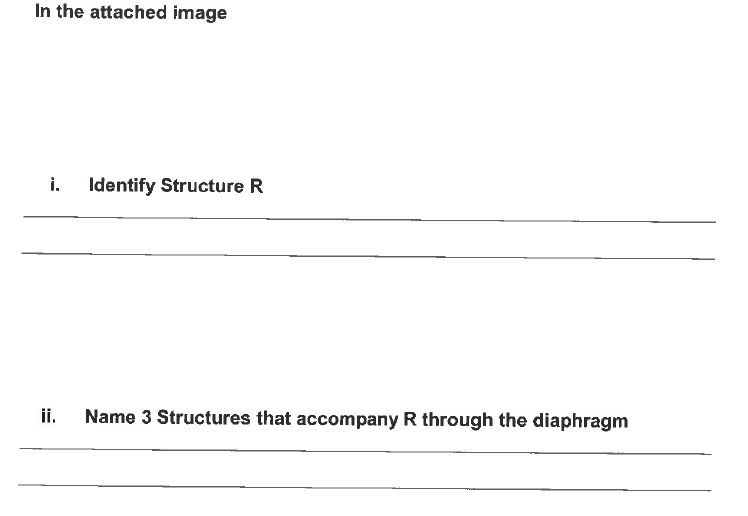 In the attached image
i. Identify Structure R
ii. Name 3 Structures that accompany R through the diaphragm